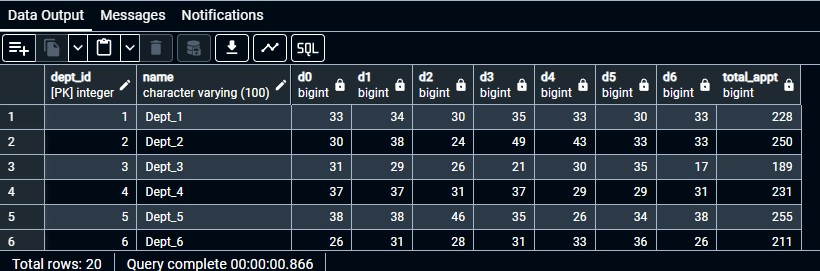 Data Output Messages Notifications
SQL
dept_id name d0 d1 d2 d3 d4 d5 d6 total_appt
[PK] integer character varying (100) bigint bigint bigint bigint bigint bigint bigint bigint
1 1 Dept_1 33 34 30 35 33 30 33 228
2 2 Dept_2 30 38 24 49 43 33 33 250
3 3 Dept_3 31 29 26 21 30 35 17 189
4 4 Dept_4 37 37 31 37 29 29 31 231
5 5 Dept_5 38 38 46 35 26 34 38 255
6 6 Dept_6 26 31 28 31 33 36 26 211
Total rows: 20 Query complete 00:00:00.866